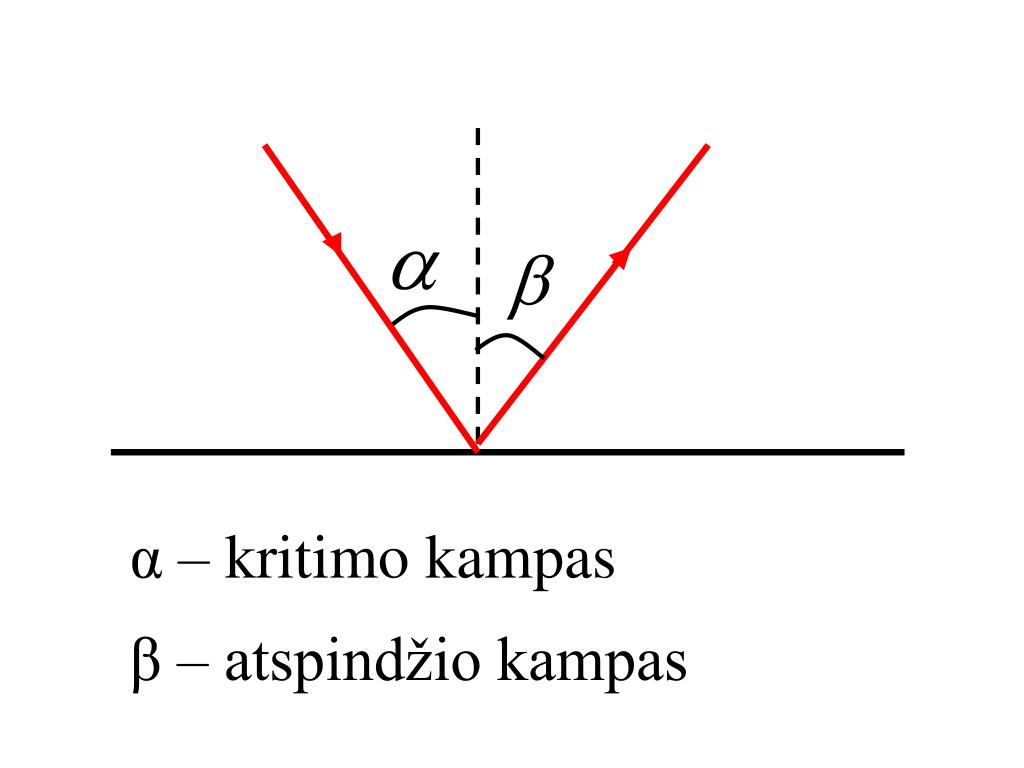 α β
α – kritimo kampas
β – atspindžio kampas